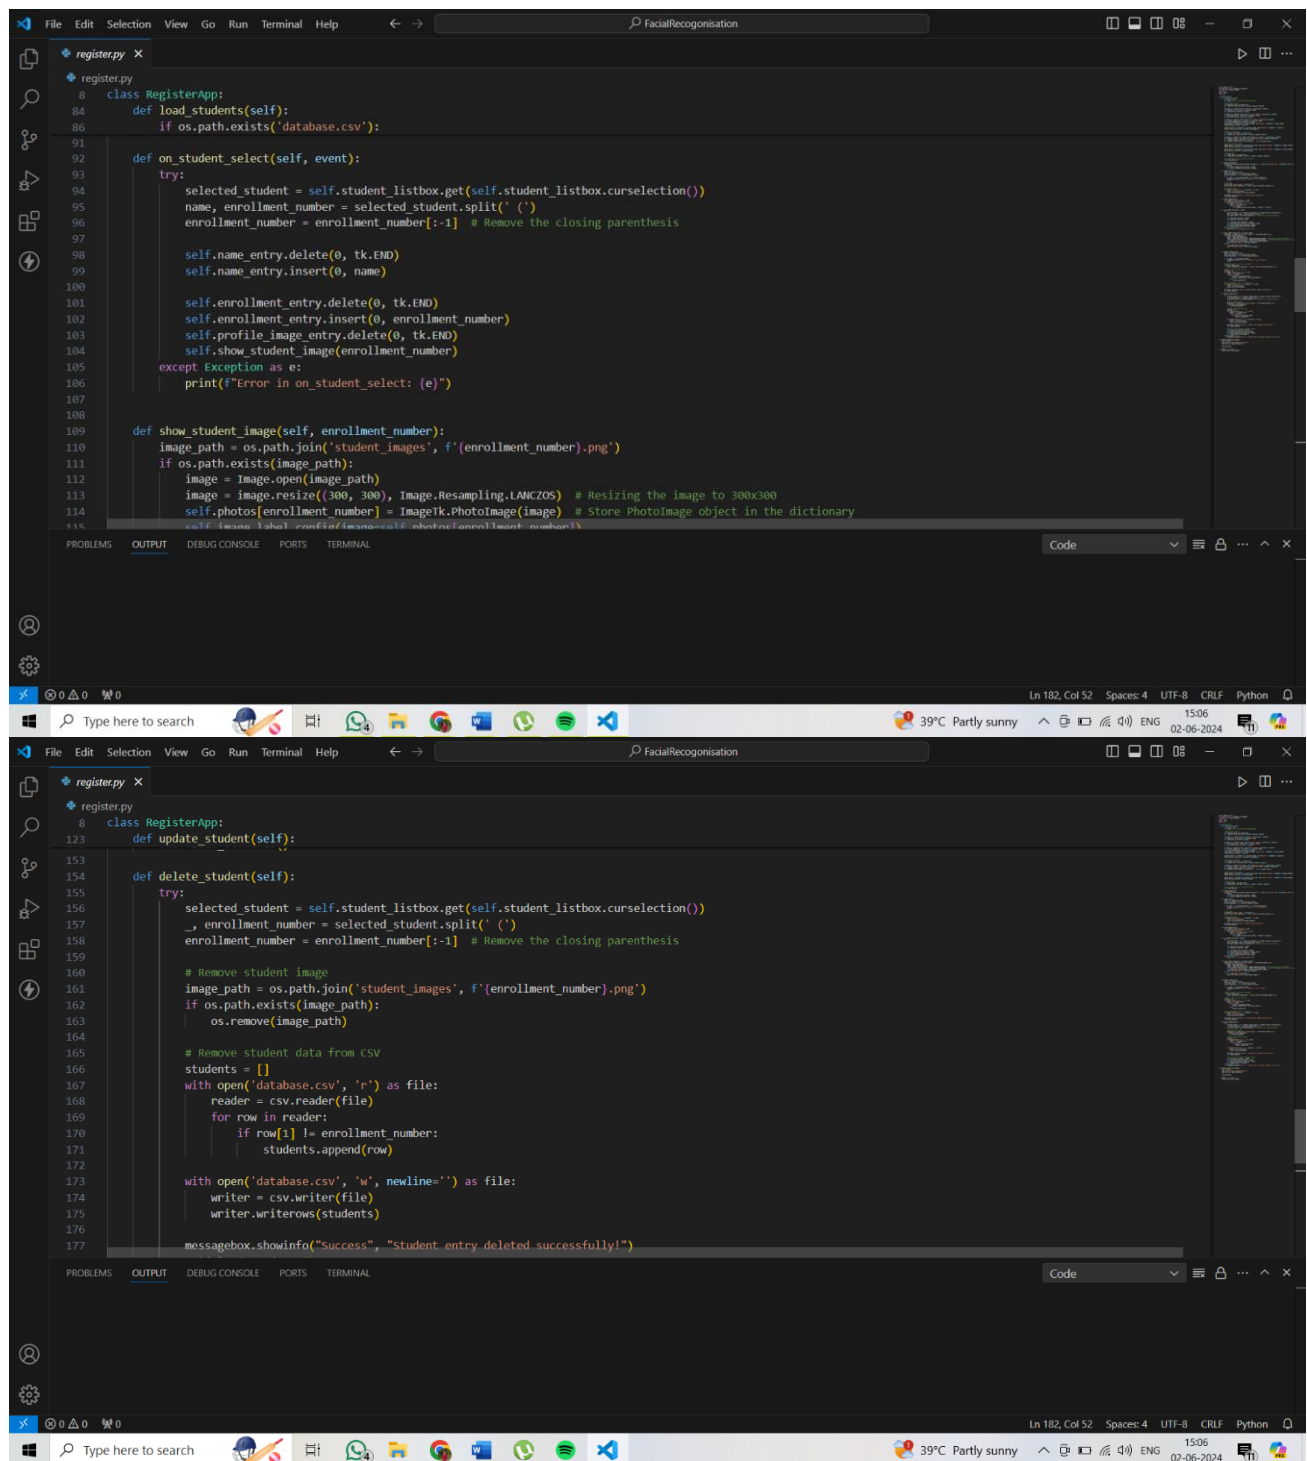 File Edit Selection View Go Run Terminal Help
FacialRecogonisation
register.py
register.py
8 class RegisterApp:
84 def load_students(self):
86 if os.path.exists('database.csv'):
91
92 def on_student_select(self, event):
93 try:
94 selected_student = self.student_listbox.get(self.student_listbox.curselection())
95 name, enrollment_number = selected_student.split(' (')
96 enrollment_number = enrollment_number[:-1] # Remove the closing parenthesis
97
98 self.name_entry.delete(0, tk.END)
99 self.name_entry.insert(0, name)
100
101 self.enrollment_entry.delete(0, tk.END)
102 self.enrollment_entry.insert(0, enrollment_number)
103 self.profile_image_entry.delete(0, tk.END)
104 self.show_student_image(enrollment_number)
105 except Exception as e:
106 print(f"Error in on_student_select: {e}")
107
108
109 def show_student_image(self, enrollment_number):
110 image_path = os.path.join('student_images', f'{enrollment_number}.png')
111 if os.path.exists(image_path):
112 image = Image.open(image_path)
113 image = image.resize((300, 300), Image.Resampling.LANCZOS) # Resizing the image to 300x300
114 self.photos[enrollment_number] = ImageTk.PhotoImage(image) # Store PhotoImage object in the dictionary
115 self.image_label.config(image=self.photos[enrollment_number])
PROBLEMS OUTPUT DEBUG CONSOLE PORTS TERMINAL Code
0 0 0 Ln 182, Col 52 Spaces: 4 UTF-8 CRLF Python
Type here to search 4 39°C Partly sunny ENG 15:06
02-06-2024 11
File Edit Selection View Go Run Terminal Help
FacialRecogonisation
register.py
register.py
8 class RegisterApp:
123 def update_student(self):
153
154 def delete_student(self):
155 try:
156 selected_student = self.student_listbox.get(self.student_listbox.curselection())
157 _, enrollment_number = selected_student.split(' (')
158 enrollment_number = enrollment_number[:-1] # Remove the closing parenthesis
159
160 # Remove student image
161 image_path = os.path.join('student_images', f'{enrollment_number}.png')
162 if os.path.exists(image_path):
163 os.remove(image_path)
164
165 # Remove student data from CSV
166 students = []
167 with open('database.csv', 'r') as file:
168 reader = csv.reader(file)
169 for row in reader:
170 if row[1] != enrollment_number:
171 students.append(row)
172
173 with open('database.csv', 'w', newline='') as file:
174 writer = csv.writer(file)
175 writer.writerows(students)
176
177 messagebox.showinfo("Success", "Student entry deleted successfully!")
PROBLEMS OUTPUT DEBUG CONSOLE PORTS TERMINAL Code
0 0 0 Ln 182, Col 52 Spaces: 4 UTF-8 CRLF Python
Type here to search 4 39°C Partly sunny ENG 15:06
02-06-2024 11